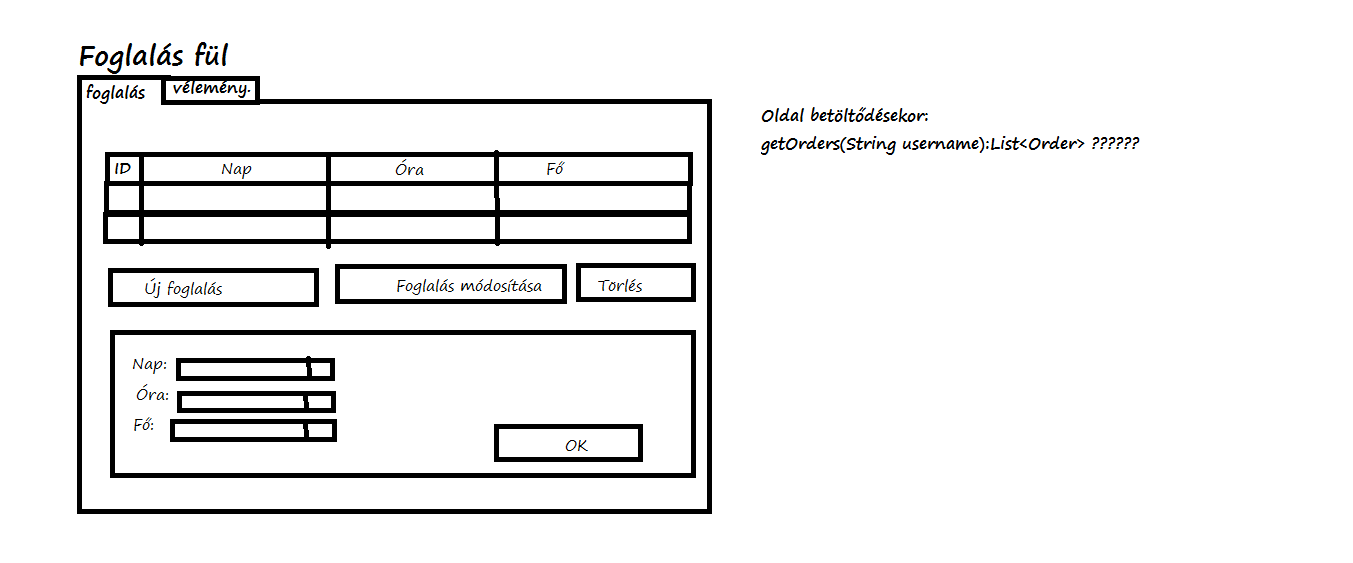 Foglalás fül
foglalás
vélemény.
Oldal betöltődésekor:
getOrders(String username):List<Order> ??????
ID Nap Óra Fő
Új foglalás Foglalás módosítása Törlés
Nap:
Óra:
Fő:
OK